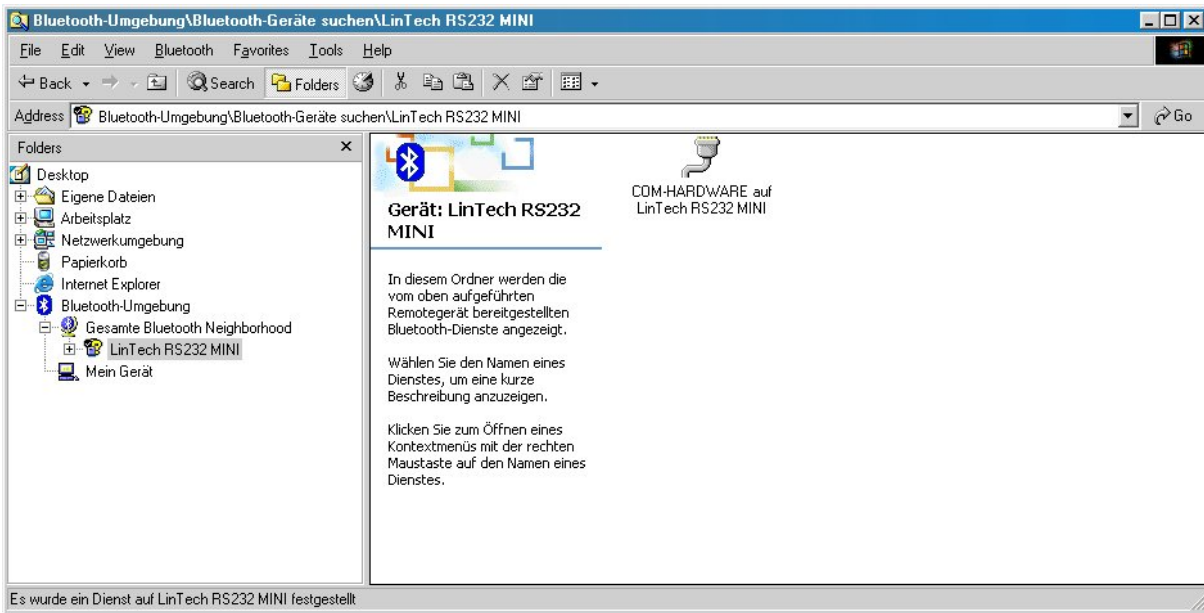 Bluetooth-Umgebung\Bluetooth-Geräte suchen\LinTech RS232 MINI
File Edit View Bluetooth Favorites Tools Help
Back Search Folders
Address Bluetooth-Umgebung\Bluetooth-Geräte suchen\LinTech RS232 MINI Go
Folders
Desktop
Eigene Dateien
Arbeitsplatz
Netzwerkumgebung
Papierkorb
Internet Explorer
Bluetooth-Umgebung
Gesamte Bluetooth Neighborhood
LinTech RS232 MINI
Mein Gerät
Gerät: LinTech RS232
MINI
In diesem Ordner werden die
vom oben aufgeführten
Remotegerät bereitgestellten
Bluetooth-Dienste angezeigt.
Wählen Sie den Namen eines
Dienstes, um eine kurze
Beschreibung anzuzeigen.
Klicken Sie zum Öffnen eines
Kontextmenüs mit der rechten
Maustaste auf den Namen eines
Dienstes.
COM-HARDWARE auf
LinTech RS232 MINI
Es wurde ein Dienst auf LinTech RS232 MINI festgestellt